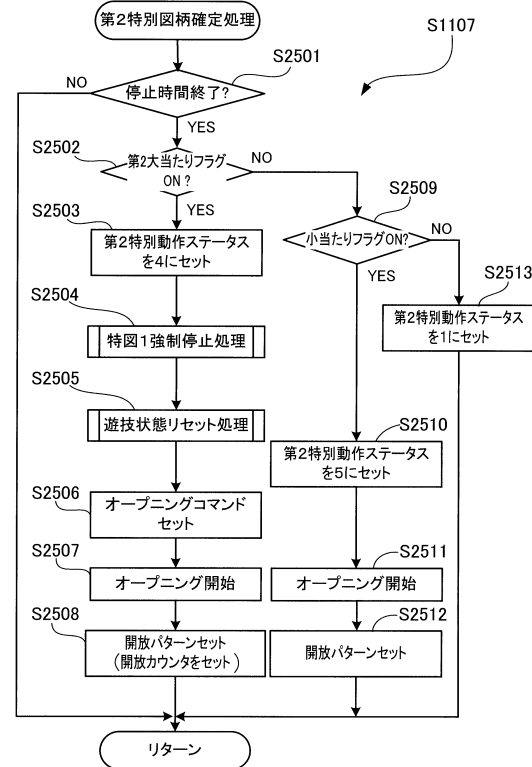 第2特別図柄確定処理
S1107
S2501
NO
停止時間終了?
YES
S2502
第2大当たりフラグ
ON?
NO
YES
S2503
第2特別動作ステータス
を4にセット
S2509
小当たりフラグON?
NO
YES
S2513
第2特別動作ステータス
を1にセット
S2504
特図1強制停止処理
S2505
遊技状態リセット処理
S2510
第2特別動作ステータス
を5にセット
S2506
オープニングコマンド
セット
S2507
オープニング開始
S2511
オープニング開始
S2508
開放パターンセット
(開放カウンタをセット)
S2512
開放パターンセット
リターン